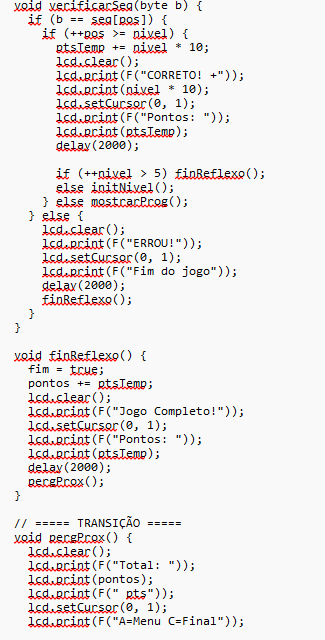 void verificarSeq(byte b) {
  if (b == seq[pos]) {
    if (++pos >= nivel) {
      ptsTemp += nivel * 10;
      lcd.clear();
      lcd.print(F("CORRETO! +"));
      lcd.print(nivel * 10);
      lcd.setCursor(0, 1);
      lcd.print(F("Pontos: "));
      lcd.print(ptsTemp);
      delay(2000);

      if (++nivel > 5) finReflexo();
      else initNivel();
    } else mostrarProg();
  } else {
    lcd.clear();
    lcd.print(F("ERROU!"));
    lcd.setCursor(0, 1);
    lcd.print(F("Fim do jogo"));
    delay(2000);
    finReflexo();
  }
}

void finReflexo() {
  fim = true;
  pontos += ptsTemp;
  lcd.clear();
  lcd.print(F("Jogo Completo!"));
  lcd.setCursor(0, 1);
  lcd.print(F("Pontos: "));
  lcd.print(ptsTemp);
  delay(2000);
  pergProx();
}

// ===== TRANSIÇÃO =====
void pergProx() {
  lcd.clear();
  lcd.print(F("Total: "));
  lcd.print(pontos);
  lcd.print(F(" pts"));
  lcd.setCursor(0, 1);
  lcd.print(F("A=Menu C=Final"));